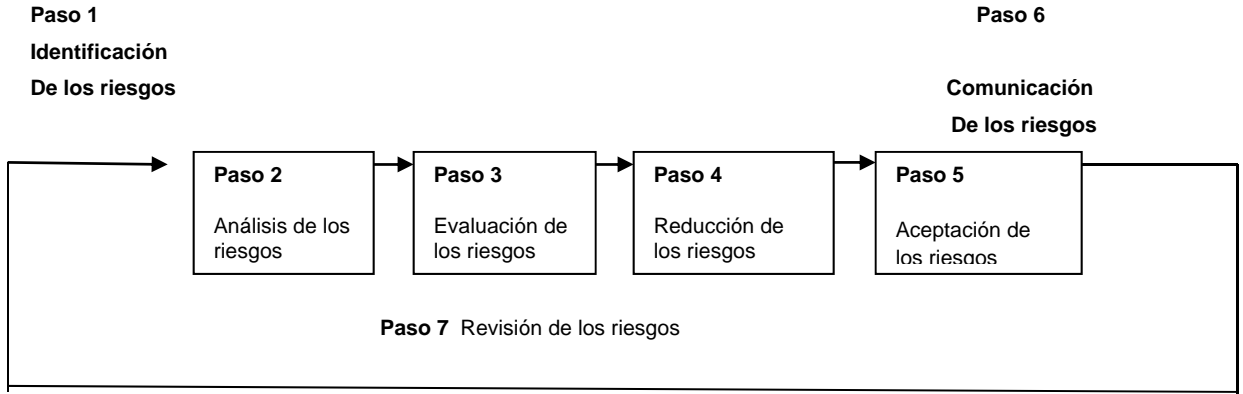 Paso 1
Identificación
De los riesgos
Paso 6
Comunicación
De los riesgos
Paso 2
Análisis de los
riesgos
Paso 3
Evaluación de
los riesgos
Paso 4
Reducción de
los riesgos
Paso 5
Aceptación de
los riesgos
Paso 7 Revisión de los riesgos